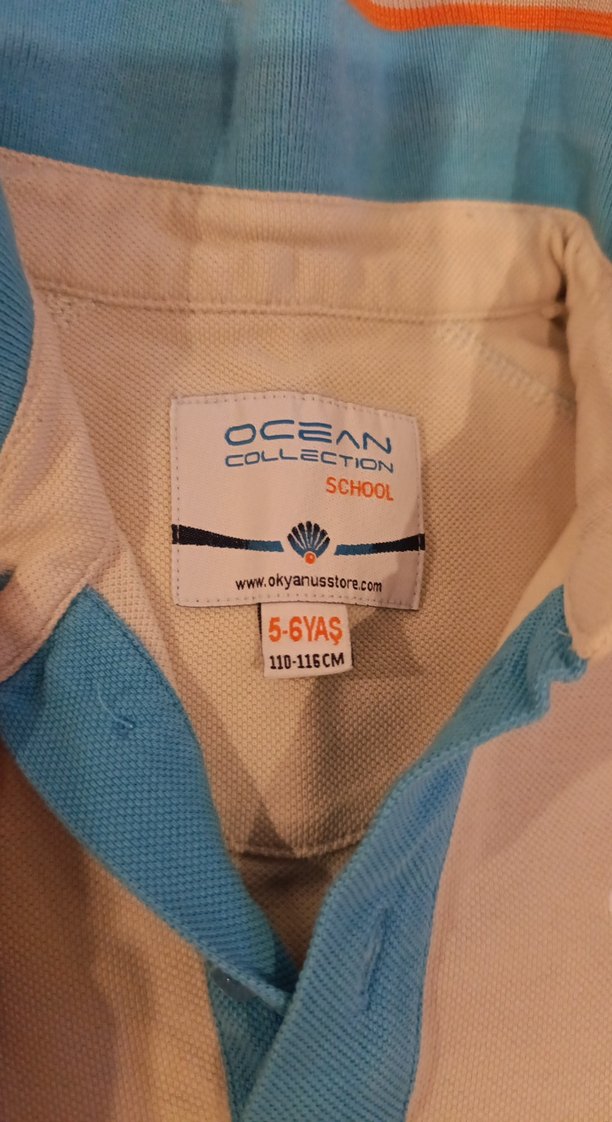 OCEAN
COLLECTION
SCHOOL
www.okyanusstore.com
5-6YAŞ
110-116CM